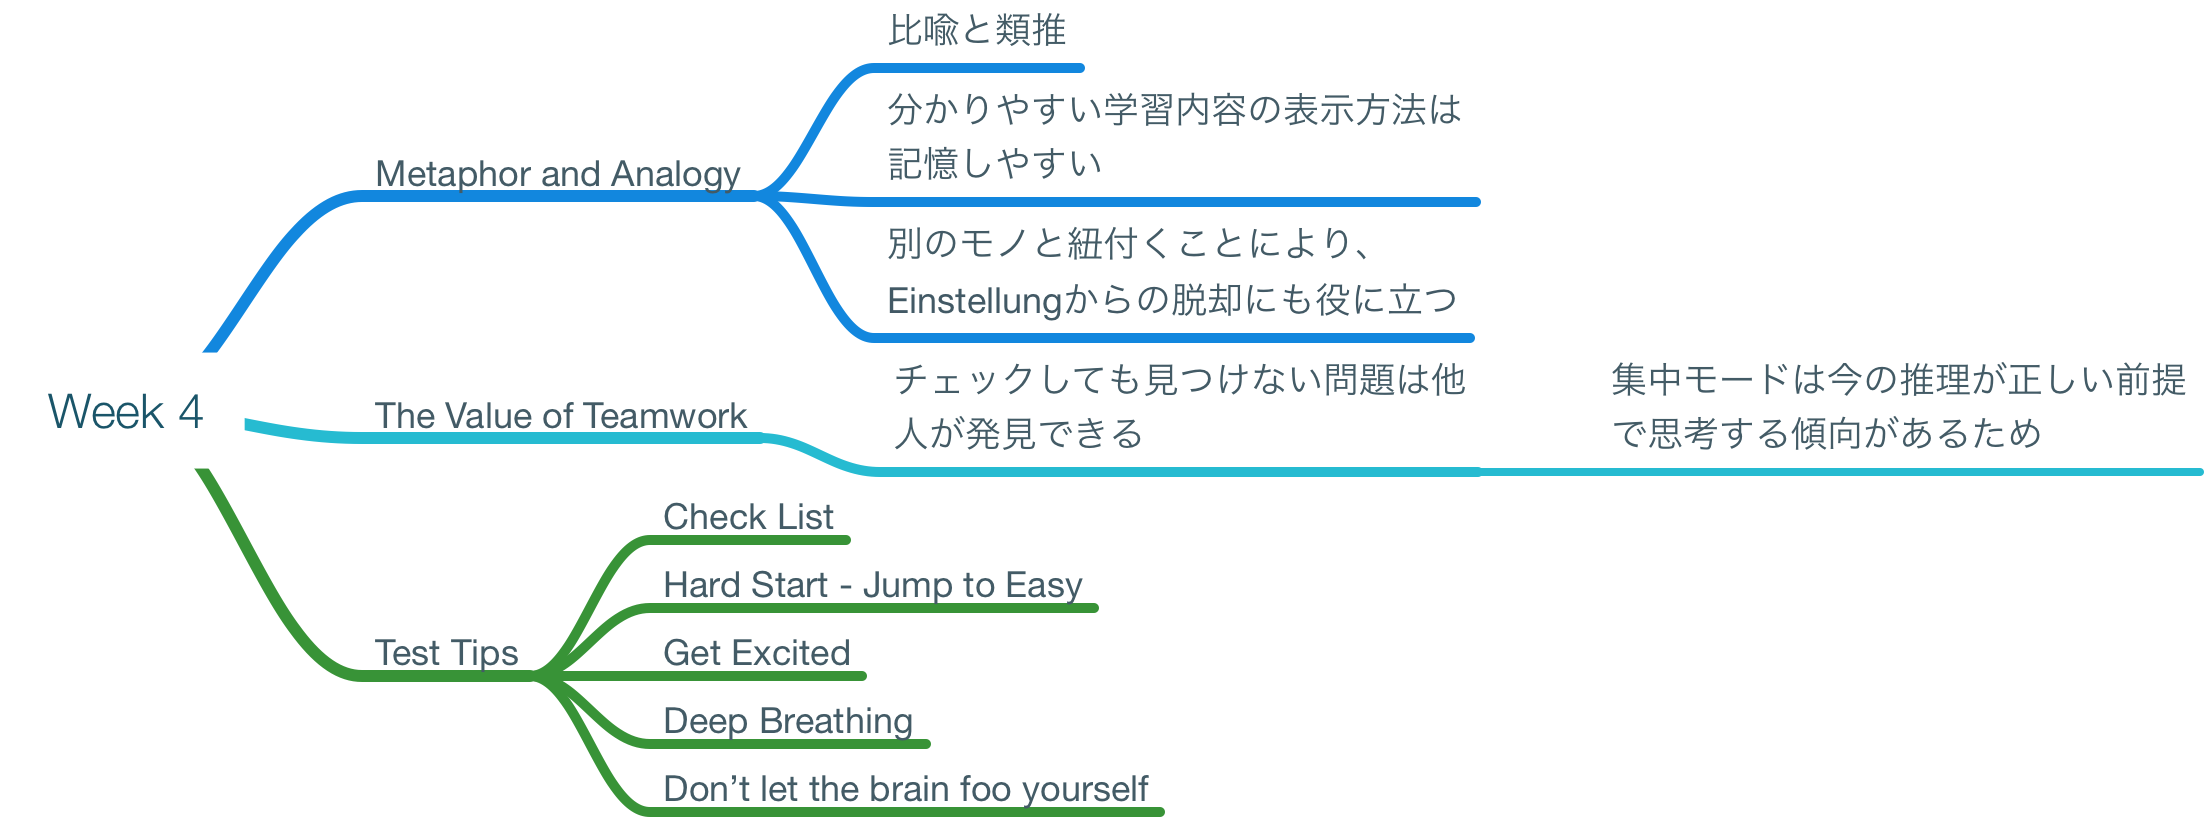 Week 4
Metaphor and Analogy
比喩と類推
分かりやすい学習内容の表示方法は
記憶しやすい
別のモノと紐付くことにより、
Einstellungからの脱却にも役に立つ
The Value of Teamwork
チェックしても見つけない問題は他
人が発見できる
集中モードは今の推理が正しい前提
で思考する傾向があるため
Test Tips
Check List
Hard Start - Jump to Easy
Get Excited
Deep Breathing
Don’t let the brain foo yourself